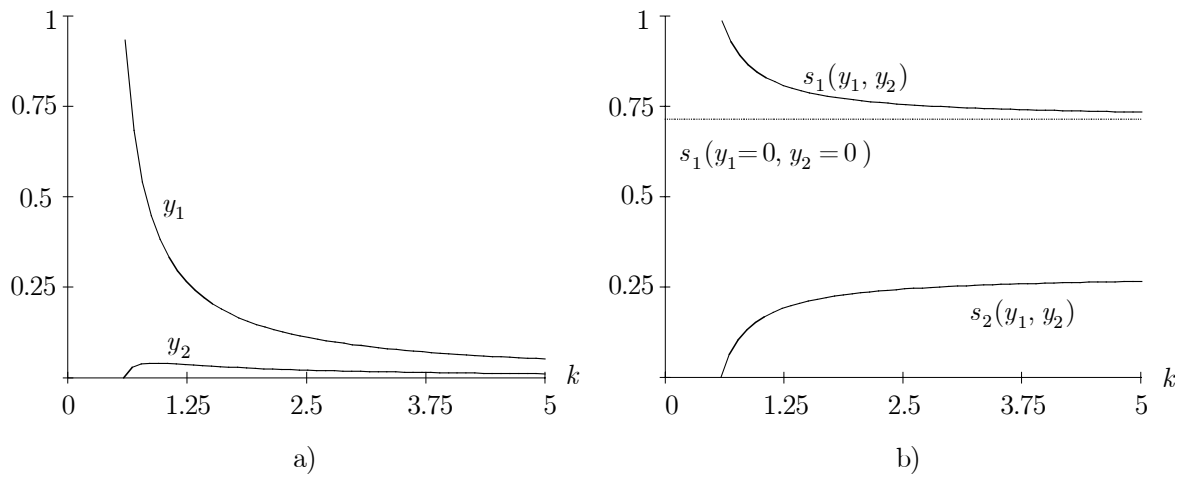 1
0.75
0.5
0.25
y₁
y₂
k
0 1.25 2.5 3.75 5
a)
1
0.75
0.5
0.25
s₁(y₁, y₂)
s₁(y₁=0, y₂ =0 )
s₂(y₁, y₂)
k
0 1.25 2.5 3.75 5
b)